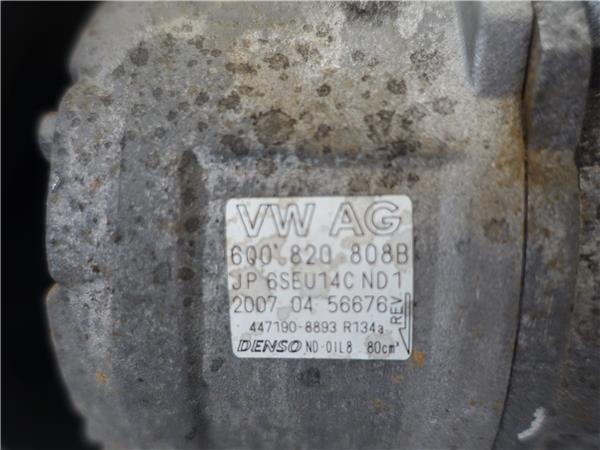 VW AG
6Q0 820 808B
JP 6SEU14C ND1
2007 04 56676
REV
447190-8893 R134a
DENSO ND-OIL8 80cm³